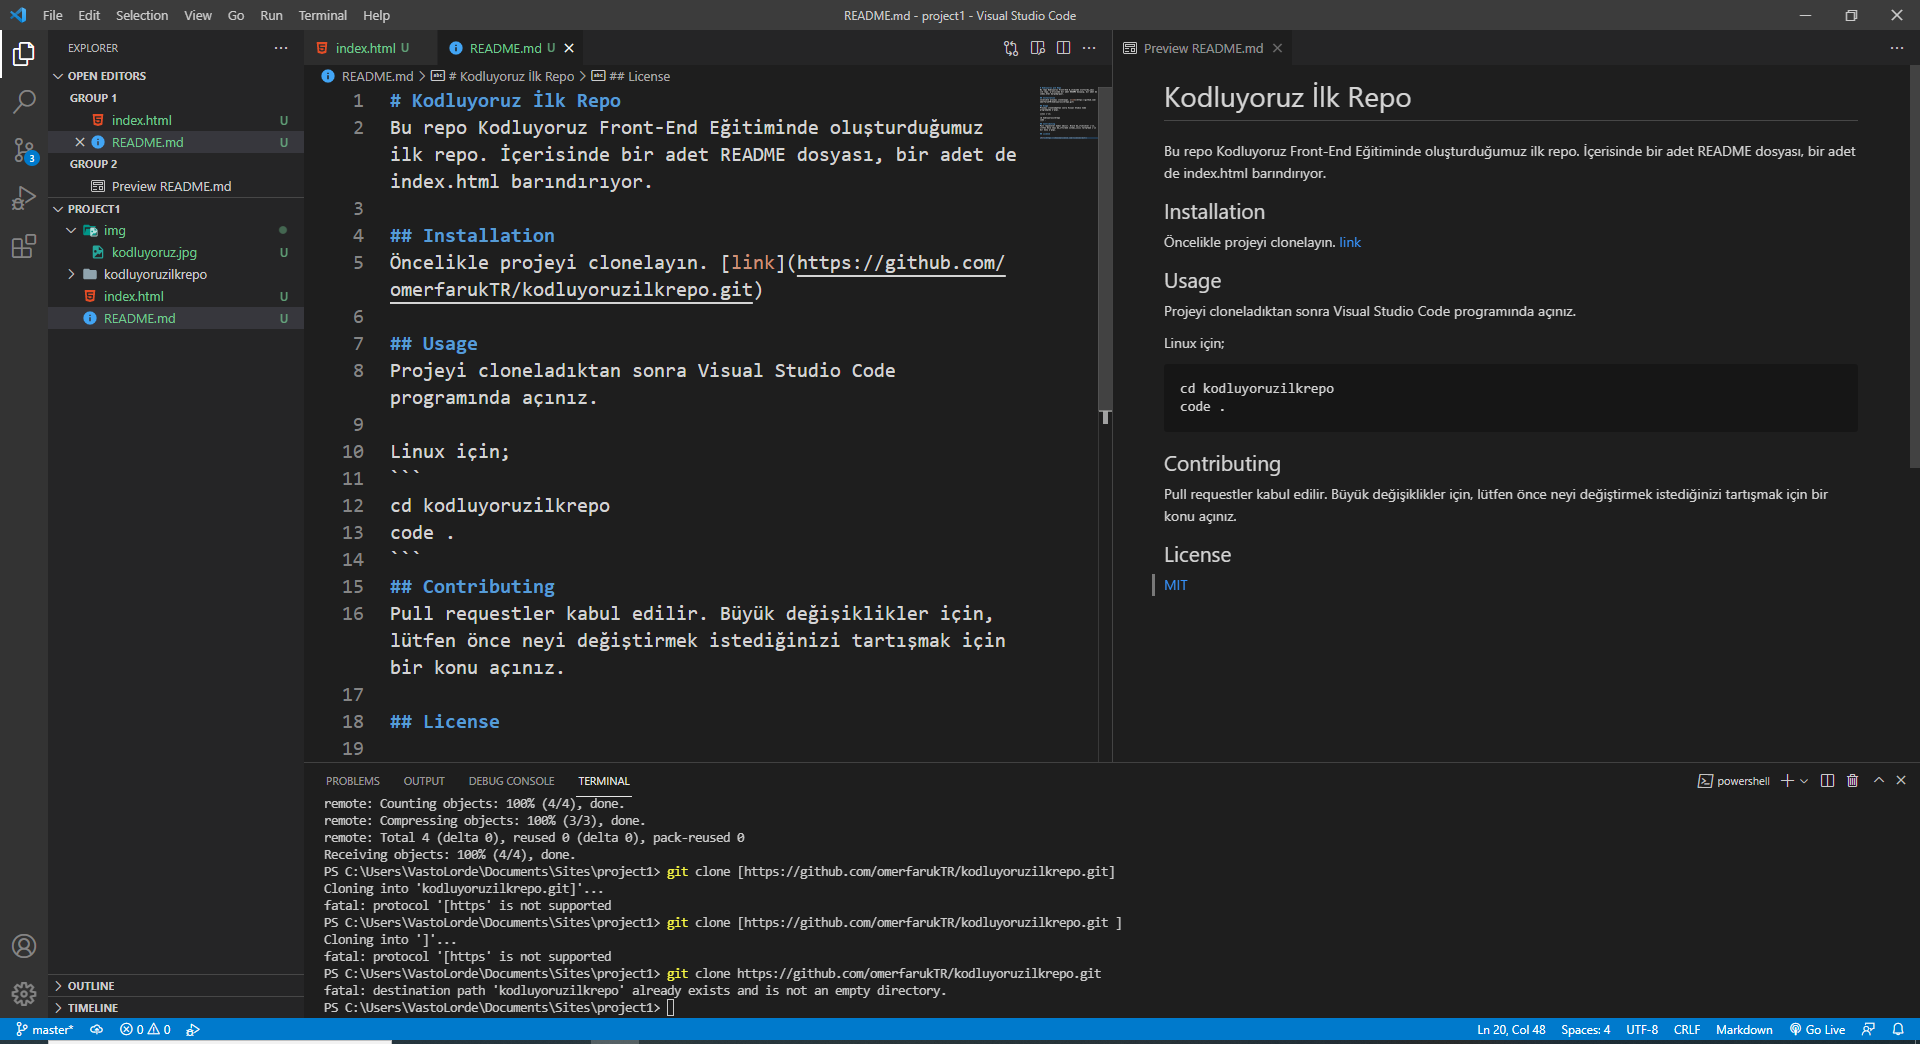 File Edit Selection View Go Run Terminal Help
README.md - project1 - Visual Studio Code
EXPLORER
OPEN EDITORS
GROUP 1
index.html U
README.md U
GROUP 2
Preview README.md
PROJECT1
img
kodluyoruz.jpg U
kodluyoruzilkrepo
index.html U
README.md U
OUTLINE
TIMELINE
3
index.html U
README.md U
README.md > # Kodluyoruz İlk Repo > ## License
1 # Kodluyoruz İlk Repo
2 Bu repo Kodluyoruz Front-End Eğitiminde oluşturduğumuz
ilk repo. İçerisinde bir adet README dosyası, bir adet de
index.html barındırıyor.
3
4 ## Installation
5 Öncelikle projeyi clonelayın. [link](https://github.com/
omerfarukTR/kodluyoruzilkrepo.git)
6
7 ## Usage
8 Projeyi cloneladıktan sonra Visual Studio Code
programında açınız.
9
10 Linux için;
11 ```
12 cd kodluyoruzilkrepo
13 code .
14 ```
15 ## Contributing
16 Pull requestler kabul edilir. Büyük değişiklikler için,
lütfen önce neyi değiştirmek istediğinizi tartışmak için
bir konu açınız.
17
18 ## License
19
Preview README.md
Kodluyoruz İlk Repo
Bu repo Kodluyoruz Front-End Eğitiminde oluşturduğumuz ilk repo. İçerisinde bir adet README dosyası, bir adet
de index.html barındırıyor.
Installation
Öncelikle projeyi clonelayın. link
Usage
Projeyi cloneladıktan sonra Visual Studio Code programında açınız.
Linux için;
cd kodluyoruzilkrepo
code .
Contributing
Pull requestler kabul edilir. Büyük değişiklikler için, lütfen önce neyi değiştirmek istediğinizi tartışmak için bir
konu açınız.
License
MIT
PROBLEMS OUTPUT DEBUG CONSOLE TERMINAL
powershell
remote: Counting objects: 100% (4/4), done.
remote: Compressing objects: 100% (3/3), done.
remote: Total 4 (delta 0), reused 0 (delta 0), pack-reused 0
Receiving objects: 100% (4/4), done.
PS C:\Users\VastoLorde\Documents\Sites\project1> git clone [https://github.com/omerfarukTR/kodluyoruzilkrepo.git]
Cloning into 'kodluyoruzilkrepo.git]'...
fatal: protocol '[https' is not supported
PS C:\Users\VastoLorde\Documents\Sites\project1> git clone [https://github.com/omerfarukTR/kodluyoruzilkrepo.git ]
Cloning into ']'...
fatal: protocol '[https' is not supported
PS C:\Users\VastoLorde\Documents\Sites\project1> git clone https://github.com/omerfarukTR/kodluyoruzilkrepo.git
fatal: destination path 'kodluyoruzilkrepo' already exists and is not an empty directory.
PS C:\Users\VastoLorde\Documents\Sites\project1>
master* 0 0
Ln 20, Col 48 Spaces: 4 UTF-8 CRLF Markdown Go Live